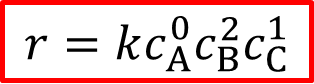 r = kc_A^0 c_B^2 c_C^1